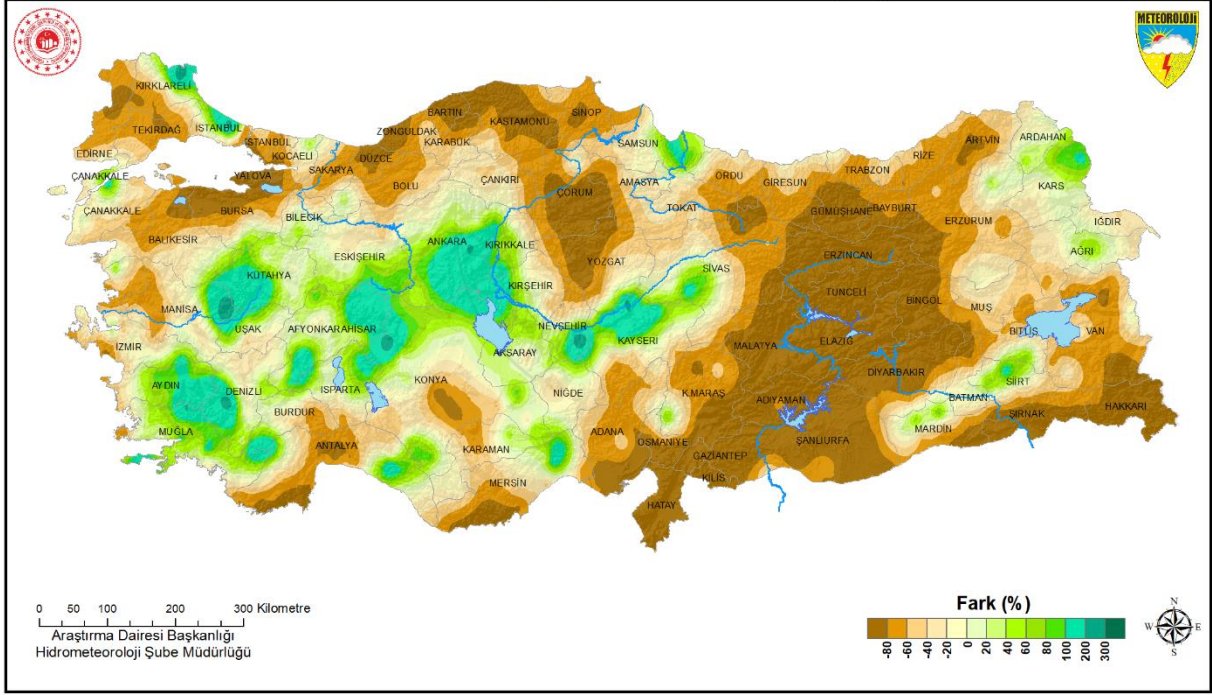 METEOROLOJİ
KIRKLARELİ
TEKİRDAĞ
İSTANBUL
EDİRNE
İSTANBUL
KOCAELİ
ÇANAKKALE
YALOVA
SAKARYA
DÜZCE
ZONGULDAK
BARTIN
KARABÜK
KASTAMONU
SİNOP
SAMSUN
BOLU
ÇANKIRI
ÇORUM
AMASYA
TOKAT
ORDU
GİRESUN
TRABZON
RİZE
ARTVİN
ARDAHAN
KARS
IĞDIR
AĞRI
ERZURUM
GÜMÜŞHANE
BAYBURT
ÇANAKKALE
BURSA
BİLECİK
BALIKESİR
ESKİŞEHİR
ANKARA
KIRIKKALE
YOZGAT
SİVAS
ERZİNCAN
KÜTAHYA
KIRŞEHİR
TUNCELİ
BİNGÖL
MUŞ
BİTLİS
VAN
MANİSA
UŞAK
AFYONKARAHİSAR
NEVŞEHİR
KAYSERİ
MALATYA
ELAZIĞ
İZMİR
AKSARAY
DİYARBAKIR
SİİRT
AYDIN
DENİZLİ
ISPARTA
KONYA
NİĞDE
K.MARAŞ
ADIYAMAN
BATMAN
ŞIRNAK
HAKKARİ
BURDUR
MUĞLA
ANTALYA
KARAMAN
ADANA
OSMANİYE
ŞANLIURFA
MARDİN
GAZİANTEP
KİLİS
MERSİN
HATAY
0 50 100 200 300 Kilometre
Araştırma Dairesi Başkanlığı
Hidrometeoroloji Şube Müdürlüğü
Fark (%)
-80 -60 -40 -20 0 20 40 60 80 100 200 300
N
W E
S